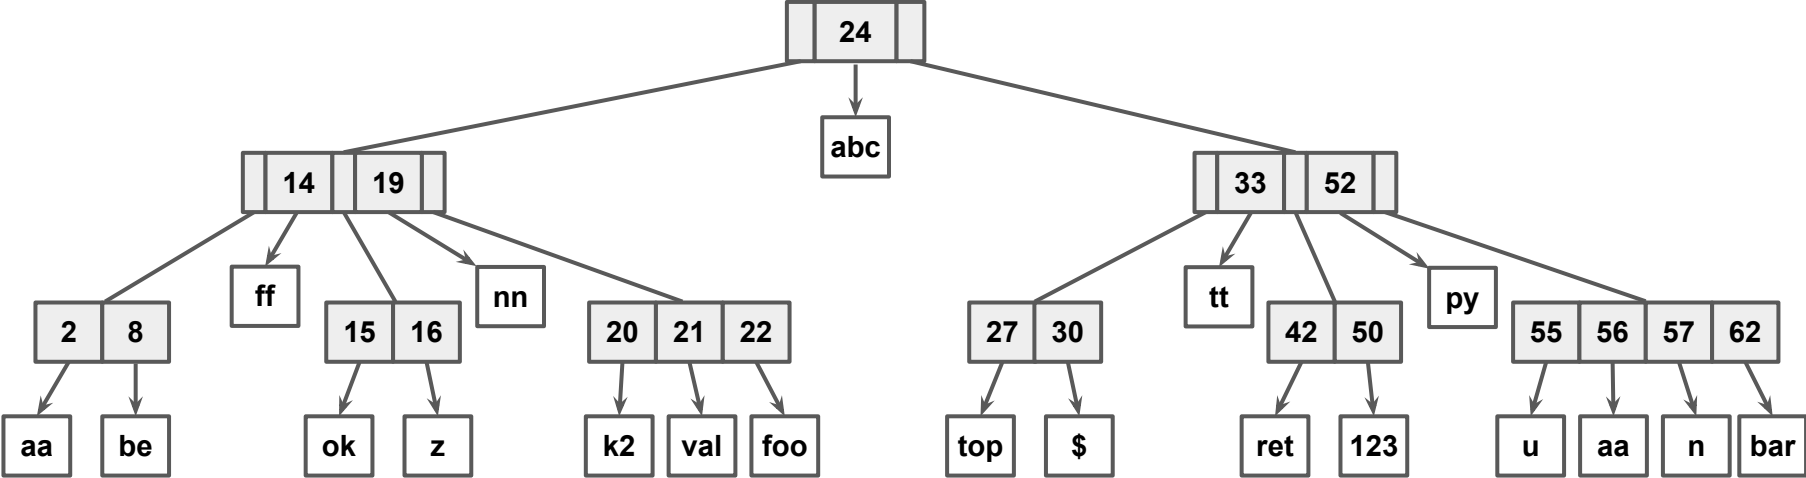 24
abc
14 19 33 52
ff nn tt py
2 8 15 16 20 21 22 27 30 42 50 55 56 57 62
aa be ok z k2 val foo top $ ret 123 u aa n bar